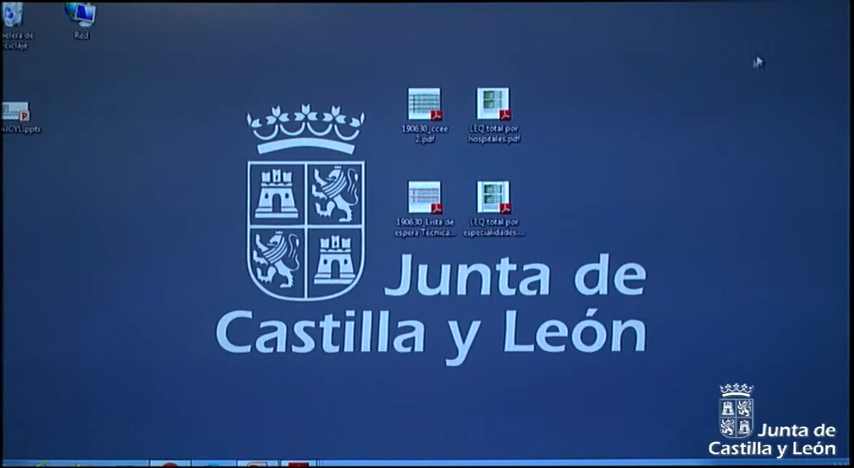 Red
190630_ccee
2.pdf
LEQ total por
hospitales.pdf
190630_Lista de
espera Técnica...
LEQ total por
especialidades...
Junta de
Castilla y León
Junta de
Castilla y León